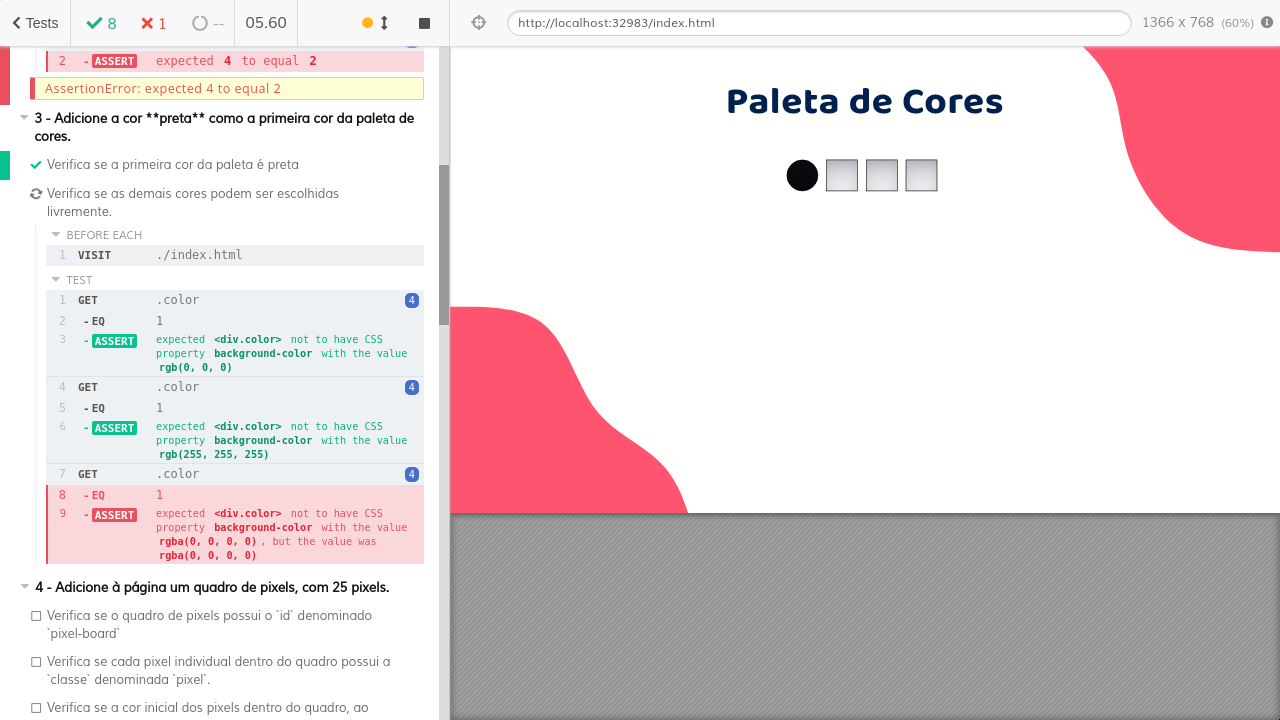 Tests 8 1 -- 05.60
http://localhost:32983/index.html 1366 x 768 (60%)
2 - ASSERT expected 4 to equal 2
AssertionError: expected 4 to equal 2
3 - Adicione a cor **preta** como a primeira cor da paleta de
cores.
Verifica se a primeira cor da paleta é preta
Verifica se as demais cores podem ser escolhidas
livremente.
BEFORE EACH
1 VISIT ./index.html
TEST
1 GET .color 4
2 - EQ 1
3 - ASSERT expected <div.color> not to have CSS
property background-color with the value
rgb(0, 0, 0)
4 GET .color 4
5 - EQ 1
6 - ASSERT expected <div.color> not to have CSS
property background-color with the value
rgb(255, 255, 255)
7 GET .color 4
8 - EQ 1
9 - ASSERT expected <div.color> not to have CSS
property background-color with the value
rgba(0, 0, 0, 0), but the value was
rgba(0, 0, 0, 0)
4 - Adicione à página um quadro de pixels, com 25 pixels.
Verifica se o quadro de pixels possui o `id` denominado
`pixel-board`
Verifica se cada pixel individual dentro do quadro possui a
`classe` denominada `pixel`.
Verifica se a cor inicial dos pixels dentro do quadro, ao
Paleta de Cores